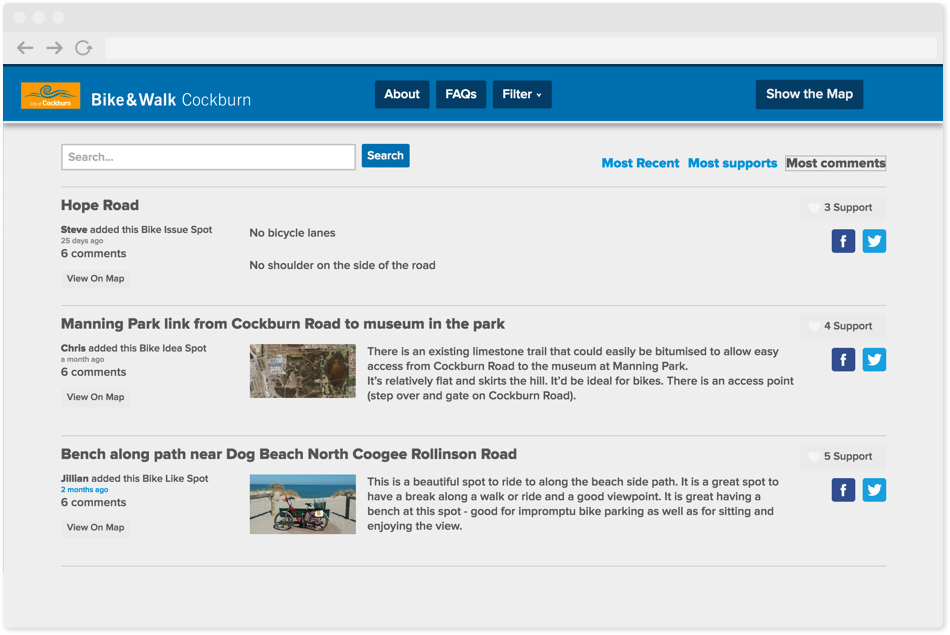 City of Cockburn
Bike&Walk Cockburn
About
FAQs
Filter
Show the Map
Search...
Search
Most Recent
Most supports
Most comments
Hope Road
3 Support
Steve added this Bike Issue Spot
25 days ago
6 comments
View On Map
No bicycle lanes
No shoulder on the side of the road
Manning Park link from Cockburn Road to museum in the park
4 Support
Chris added this Bike Idea Spot
a month ago
6 comments
View On Map
There is an existing limestone trail that could easily be bitumised to allow easy
access from Cockburn Road to the museum at Manning Park.
It's relatively flat and skirts the hill. It'd be ideal for bikes. There is an access point
(step over and gate on Cockburn Road).
Bench along path near Dog Beach North Coogee Rollinson Road
5 Support
Jillian added this Bike Like Spot
2 months ago
6 comments
View On Map
This is a beautiful spot to ride to along the beach side path. It is a great spot to
have a break along a walk or ride and a good viewpoint. It is great having a
bench at this spot - good for impromptu bike parking as well as for sitting and
enjoying the view.